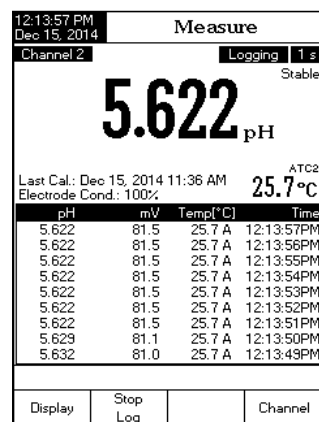 12:13:57 PM
Dec 15, 2014
Measure
Channel 2
Logging 1 s
Stable
5.622 pH
ATC2
25.7°C
Last Cal.: Dec 15, 2014 11:36 AM
Electrode Cond.: 100%
pH mV Temp[°C] Time
5.622 81.5 25.7 A 12:13:57PM
5.622 81.5 25.7 A 12:13:56PM
5.622 81.5 25.7 A 12:13:55PM
5.622 81.5 25.7 A 12:13:54PM
5.622 81.5 25.7 A 12:13:53PM
5.622 81.5 25.7 A 12:13:52PM
5.622 81.5 25.7 A 12:13:51PM
5.629 81.1 25.7 A 12:13:50PM
5.632 81.0 25.7 A 12:13:49PM
Display
Stop
Log
Channel